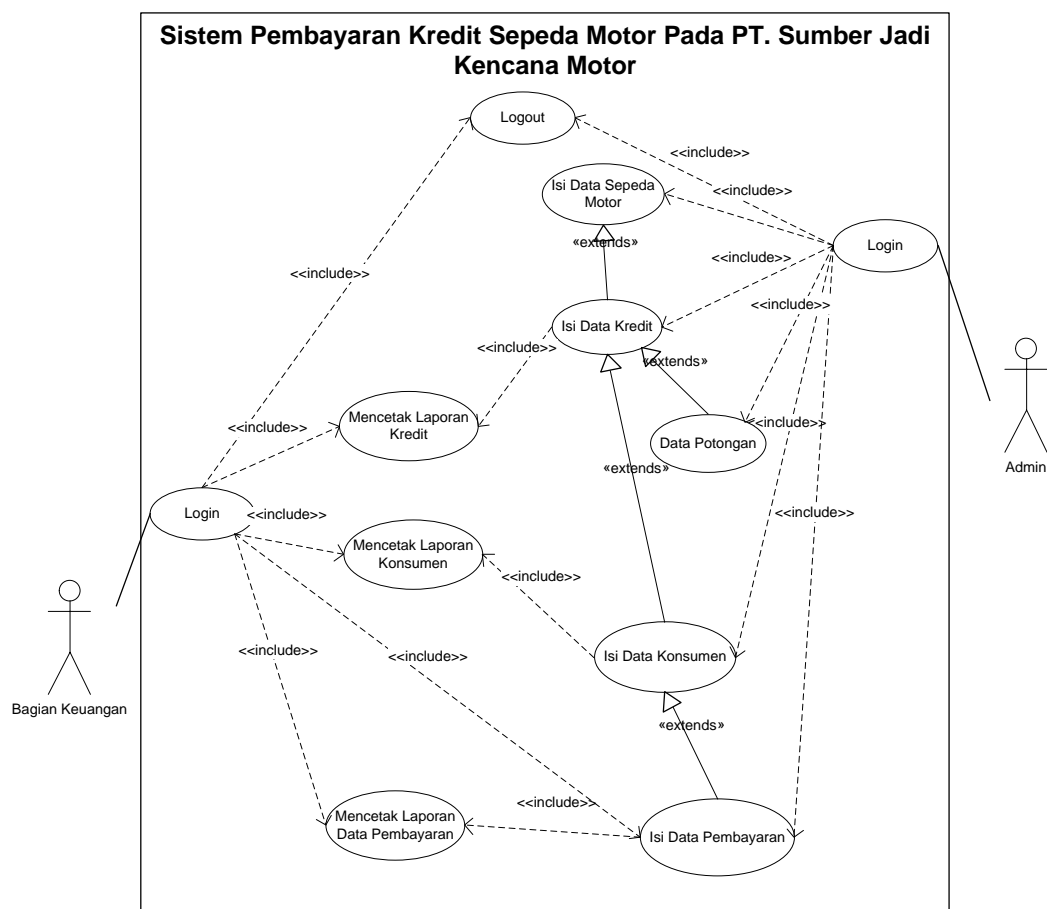 Sistem Pembayaran Kredit Sepeda Motor Pada PT. Sumber Jadi
Kencana Motor
Logout
<<include>>
Isi Data Sepeda
Motor
<<include>>
«extends»
Login
<<include>>
<<include>>
<<include>>
Isi Data Kredit
<<include>>
«extends»
Mencetak Laporan
Kredit
<<include>>
<<include>>
Data Potongan
Admin
«extends»
Login
<<include>>
<<include>>
Mencetak Laporan
Konsumen
<<include>>
<<include>>
<<include>>
Isi Data Konsumen
Bagian Keuangan
«extends»
<<include>>
Mencetak Laporan
Data Pembayaran
Isi Data Pembayaran